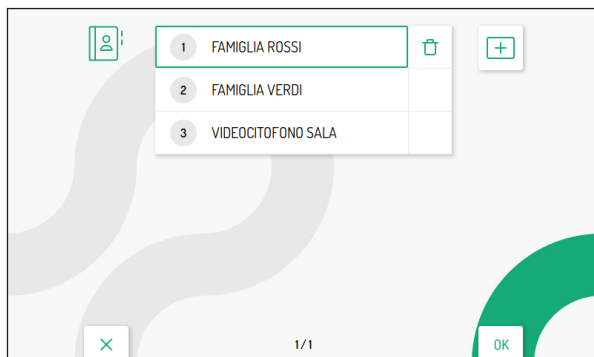 1 FAMIGLIA ROSSI
2 FAMIGLIA VERDI
3 VIDEOCITOFONO SALA
1/1
OK